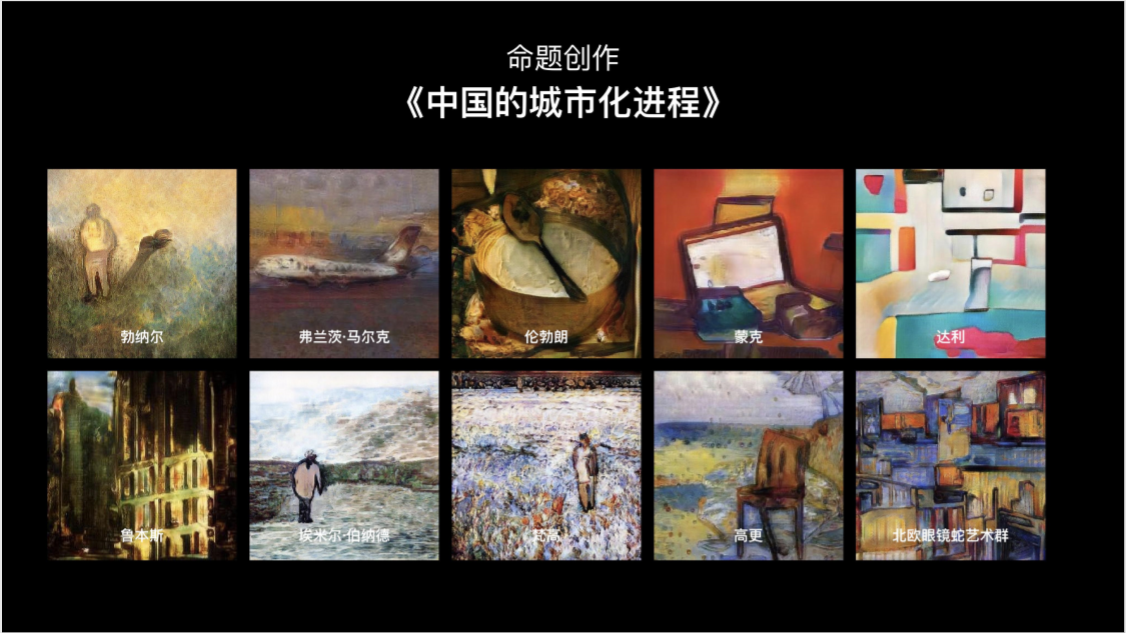 命题创作
《中国的城市化进程》
勃纳尔
弗兰茨·马尔克
伦勃朗
蒙克
达利
鲁本斯
埃米尔·伯纳德
梵高
高更
北欧眼镜蛇艺术群